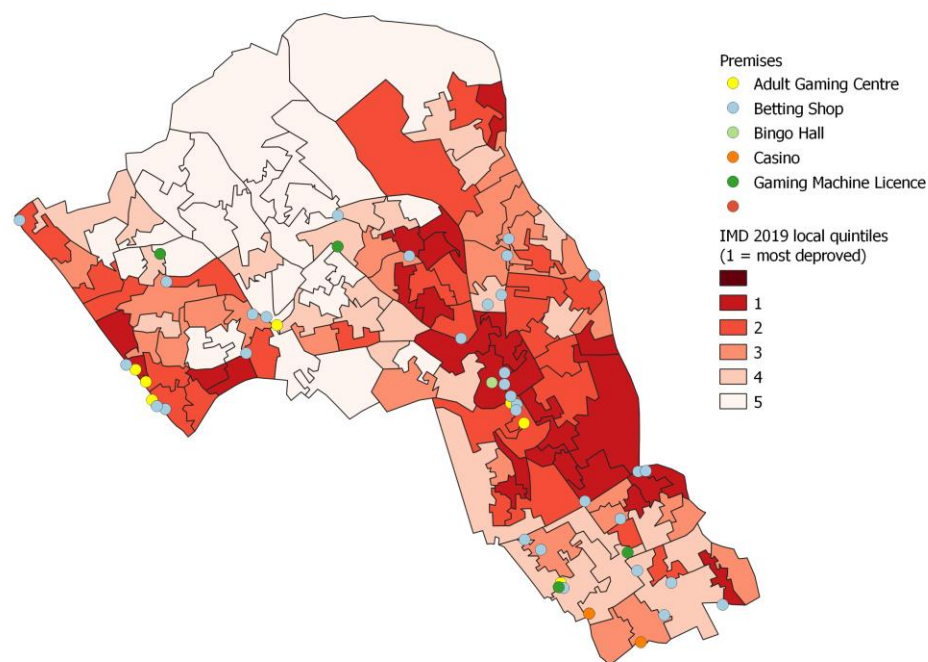 Premises
Adult Gaming Centre
Betting Shop
Bingo Hall
Casino
Gaming Machine Licence
IMD 2019 local quintiles
(1 = most deproved)
1
2
3
4
5